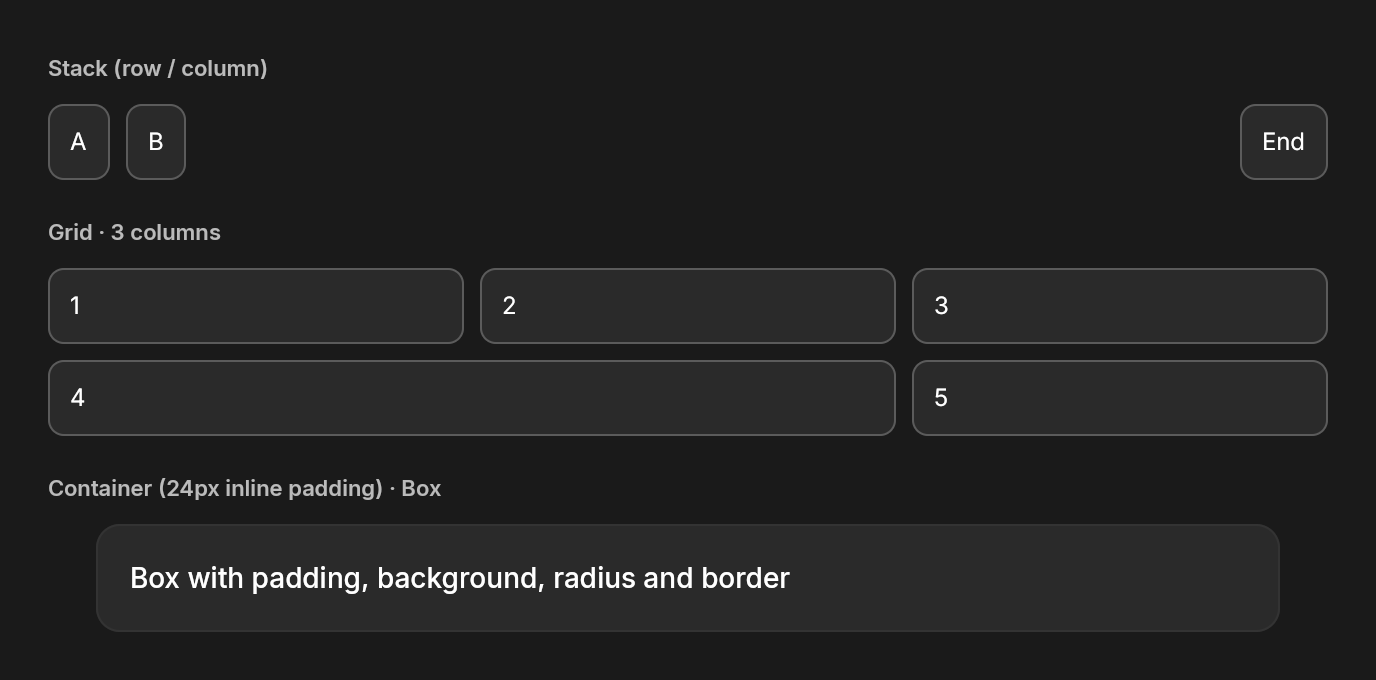 Stack (row / column)
A B End
Grid · 3 columns
1 2 3
4 5
Container (24px inline padding) · Box
Box with padding, background, radius and border